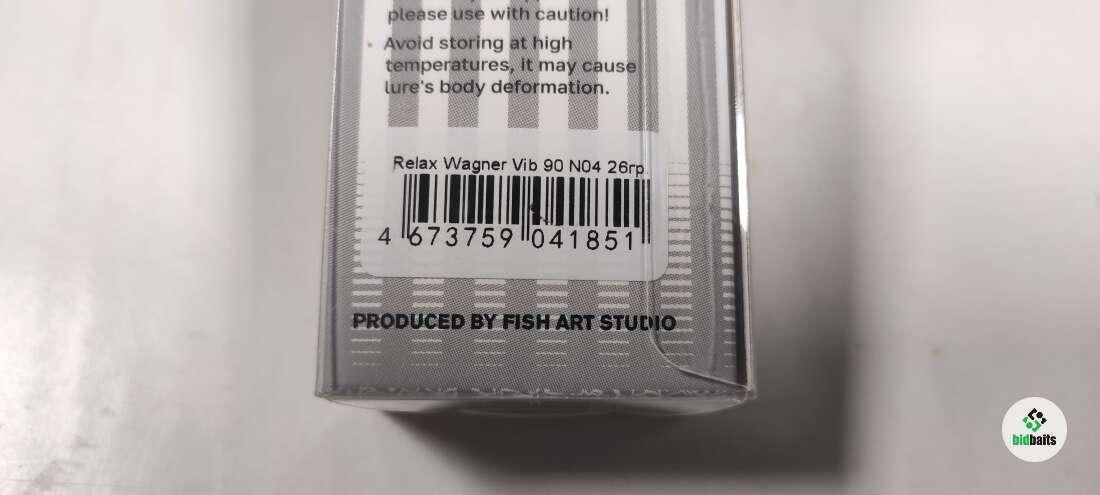 please use with caution!
Avoid storing at high
temperatures, it may cause
lure's body deformation.
Relax Wagner Vib 90 N04 26гр
4 673759 041851
PRODUCED BY FISH ART STUDIO
bidbaits